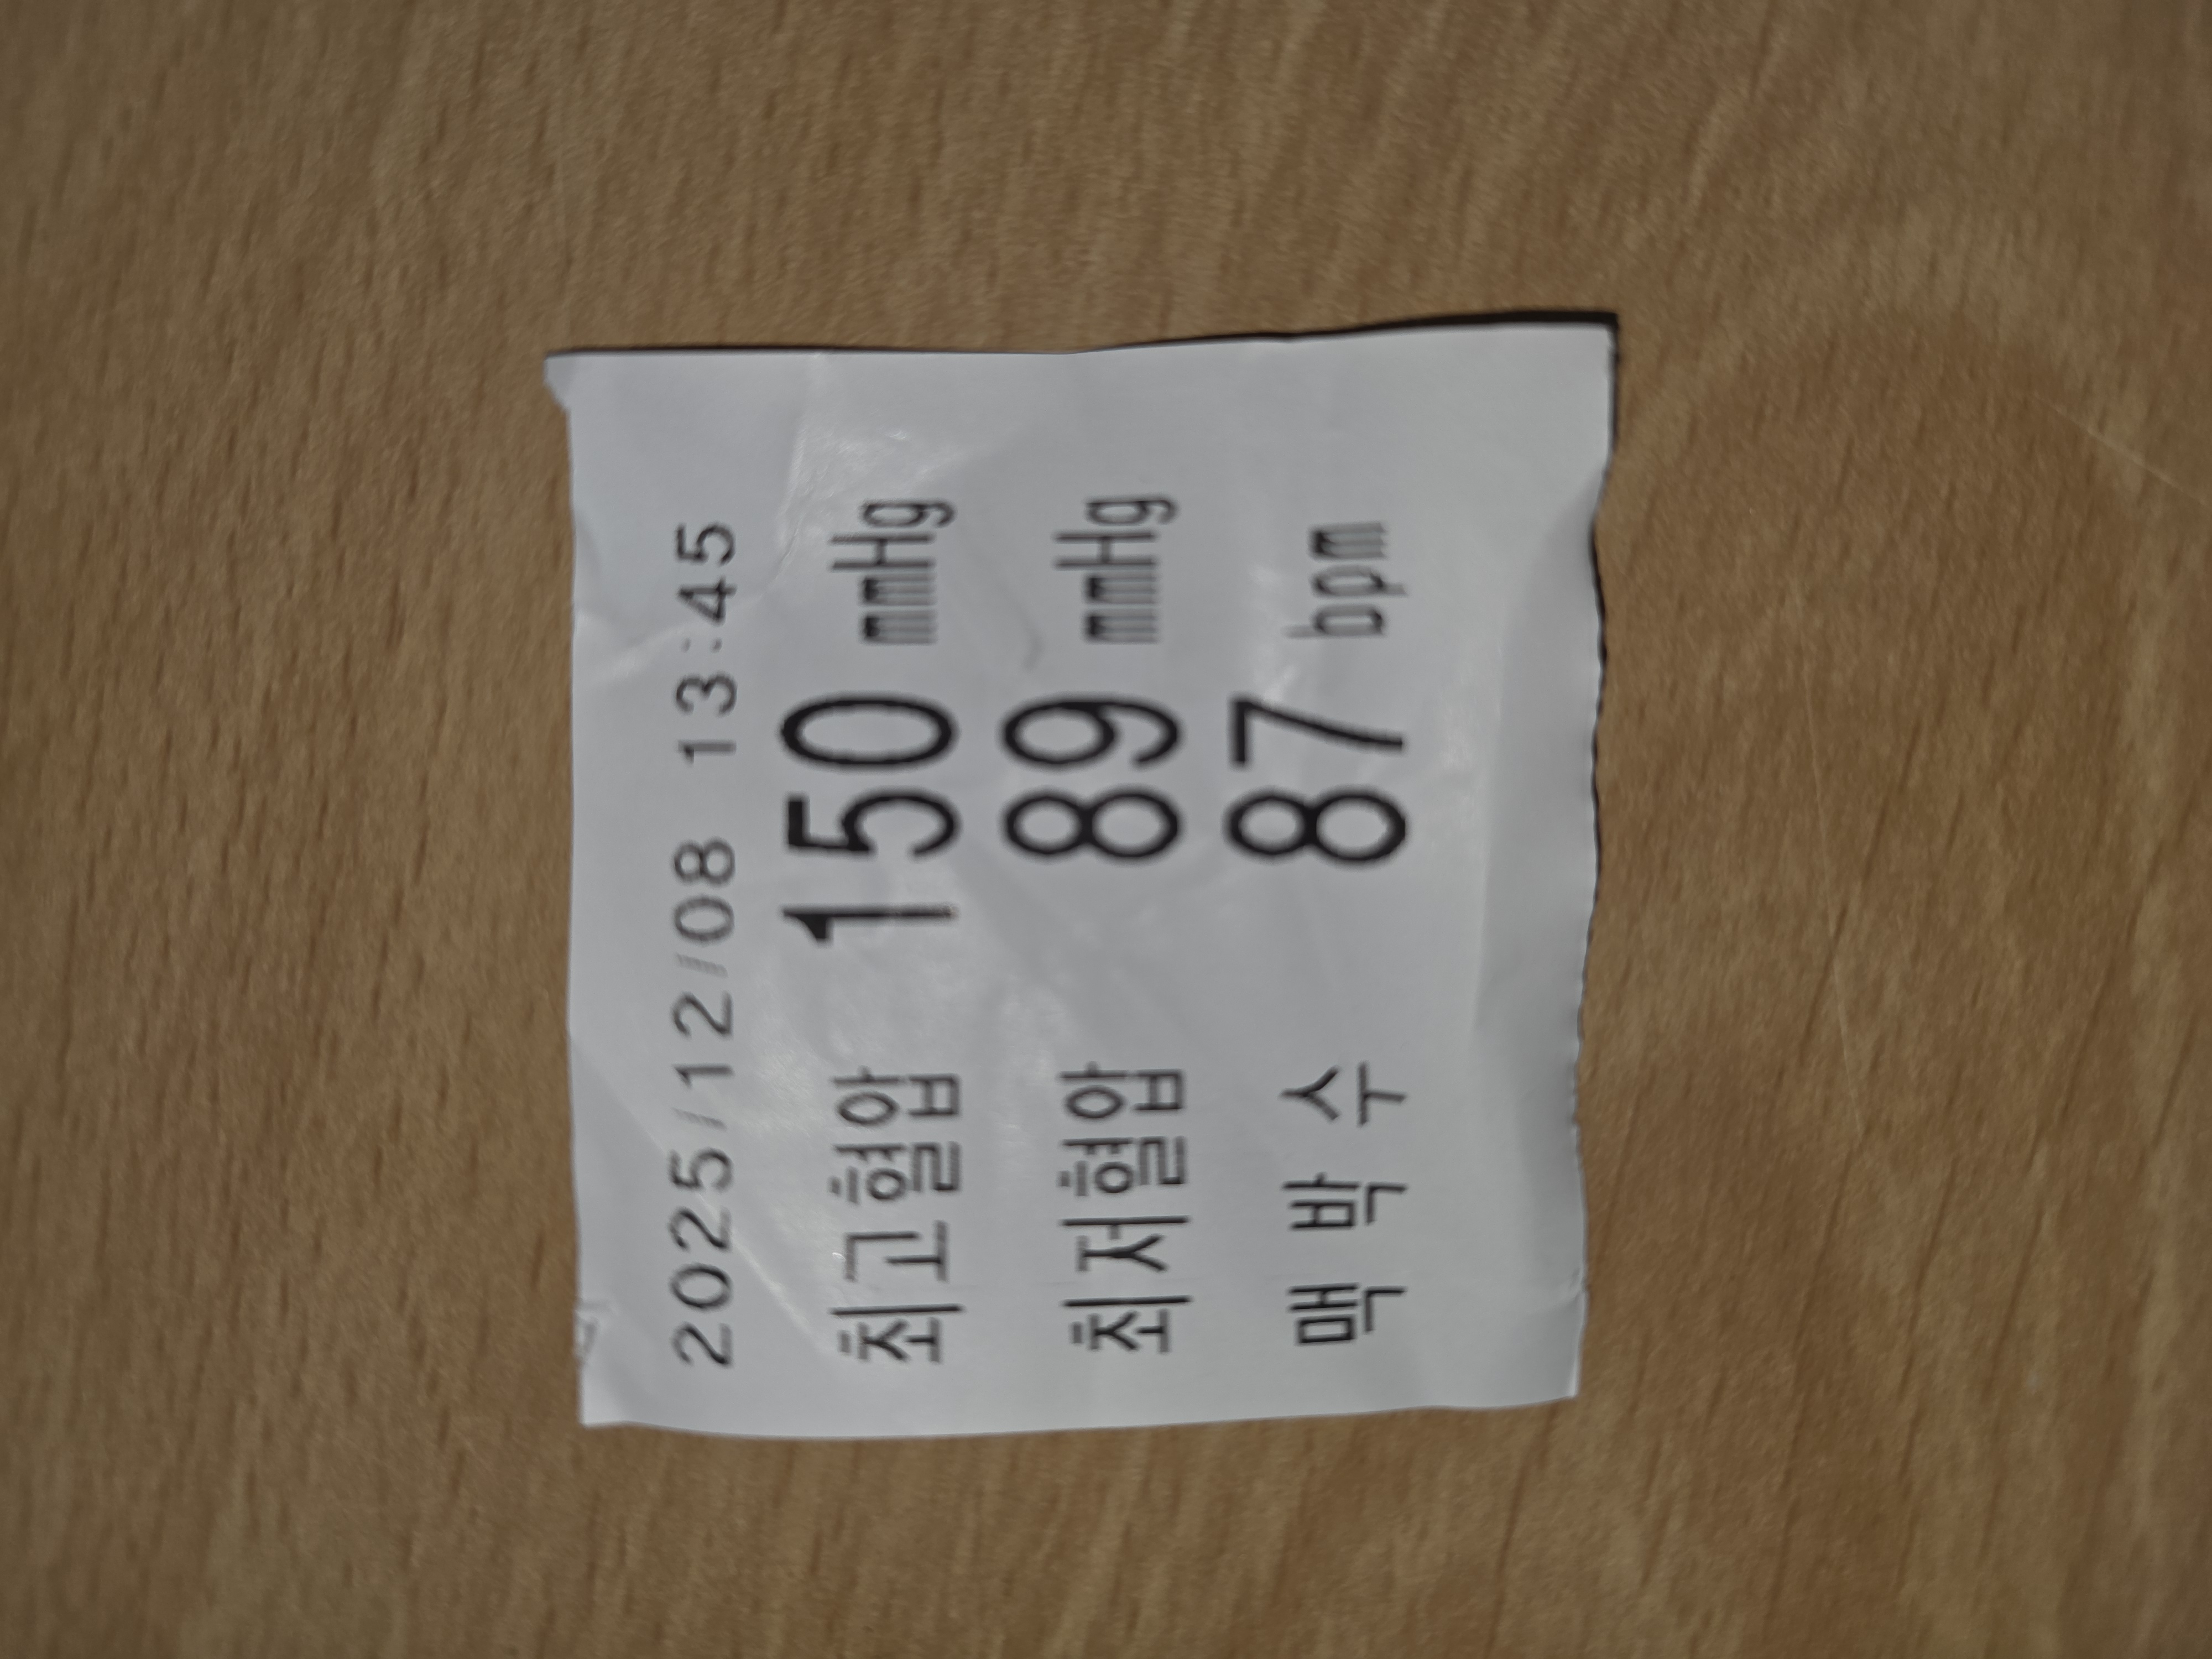 2025/12/08 13:45
최고혈압 150 mmHg
최저혈압 89 mmHg
맥 박 수 87 bpm